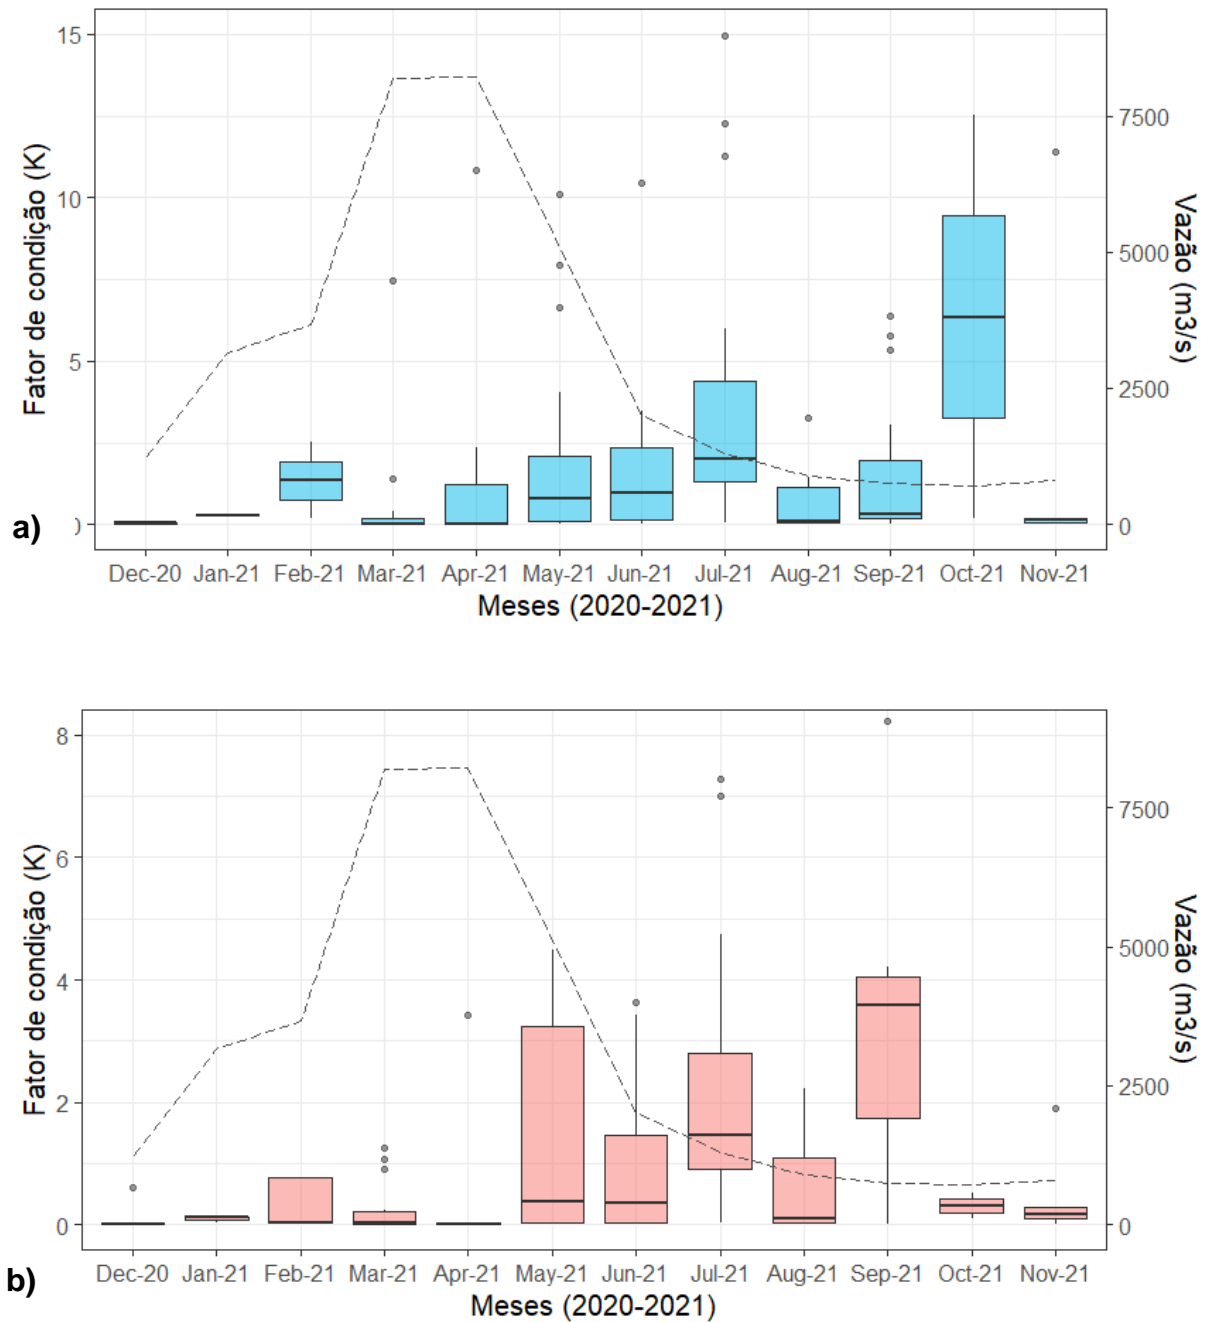 15
10
5
0
7500
5000
2500
0
Fator de condição (K)
Vazão (m3/s)
a)
Dec-20 Jan-21 Feb-21 Mar-21 Apr-21 May-21 Jun-21 Jul-21 Aug-21 Sep-21 Oct-21 Nov-21
Meses (2020-2021)
8
6
4
2
0
7500
5000
2500
0
Fator de condição (K)
Vazão (m3/s)
b)
Dec-20 Jan-21 Feb-21 Mar-21 Apr-21 May-21 Jun-21 Jul-21 Aug-21 Sep-21 Oct-21 Nov-21
Meses (2020-2021)